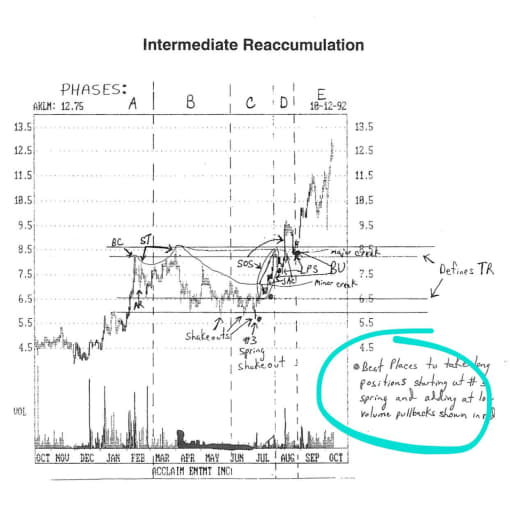 Intermediate Reaccumulation
PHASES: A B C D E
AKLM: 12.75 10-12-92
13.5 13.5
12.5 12.5
11.5 11.5
10.5 10.5
9.5 9.5
8.5 8.5
7.5 7.5
6.5 6.5
5.5 5.5
4.5 4.5
BC
ST
AR
SOS
major creek
LPS BU
JAC
Minor creek
Defines TR
Shakeouts
#3
Spring
Shakeout
Best Places to take long
positions starting at #3
spring and adding at low
volume pullbacks shown in
VOL
OCT NOV DEC JAN FEB MAR APR MAY JUN JUL AUG SEP OCT
ACCLAIM ENTMT INC